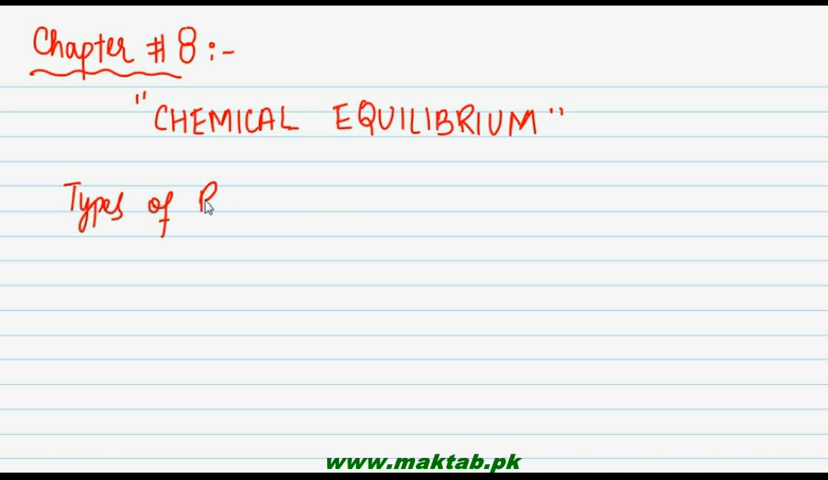 Chapter # 8 :-
"CHEMICAL EQUILIBRIUM"
Types of R
www.maktab.pk